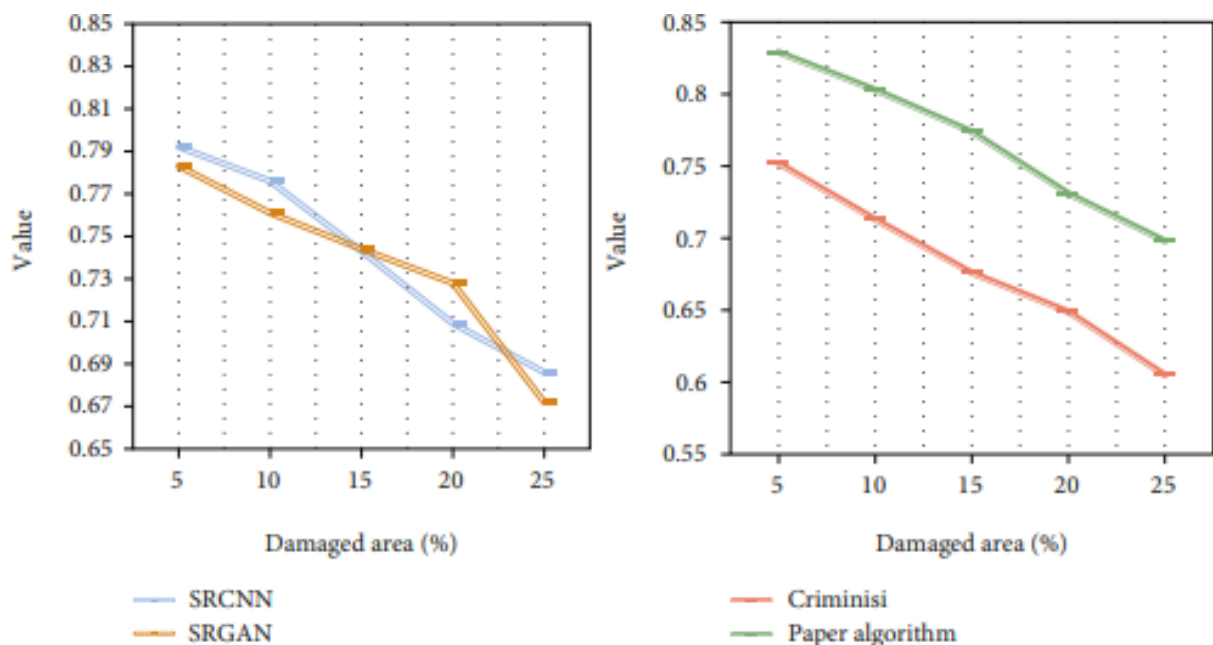 0.85
0.83
0.81
0.79
0.77
0.75
0.73
0.71
0.69
0.67
0.65
Value
5 10 15 20 25
Damaged area (%)
SRCNN
SRGAN
0.85
0.8
0.75
0.7
0.65
0.6
0.55
Value
5 10 15 20 25
Damaged area (%)
Criminisi
Paper algorithm